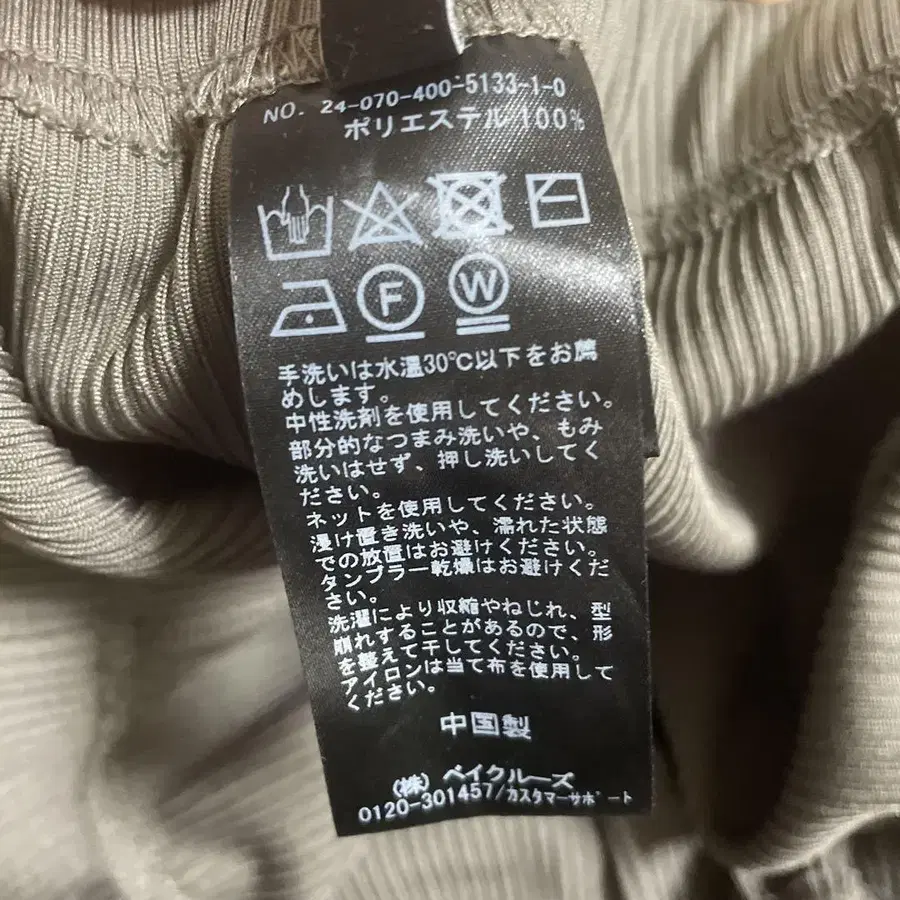 NO. 24-070-400-5133-1-0
ポリエステル 100%
F W
手洗いは水温30℃以下をお薦
めします。
中性洗剤を使用してください。
部分的なつまみ洗いや、もみ
洗いはせず、押し洗いしてく
ださい。
ネットを使用してください。
浸け置き洗いや、濡れた状態
での放置はお避けください。
タンブラー乾燥はお避けくだ
さい。
洗濯により収縮やねじれ、型
崩れすることがあるので、形
を整えて干してください。
アイロンは当て布を使用して
ください。
中国製
(株) ベイクルーズ
0120-301457/カスタマーサポート